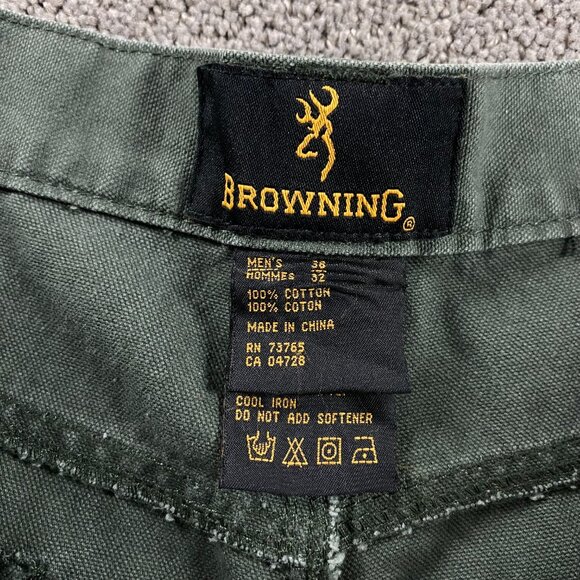 BROWNING®
MEN'S 38
HOMMES 32
100% COTTON
100% COTON
MADE IN CHINA
RN 73765
CA 04728
COOL IRON
DO NOT ADD SOFTENER